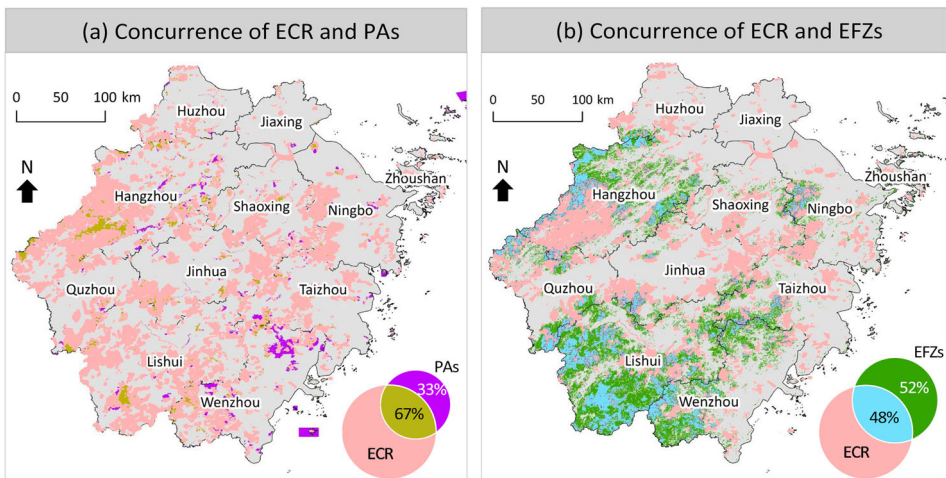 (a) Concurrence of ECR and PAs
0 50 100 km
N
Huzhou
Jiaxing
Zhoushan
Hangzhou
Shaoxing
Ningbo
Jinhua
Quzhou
Taizhou
Lishui
Wenzhou
PAs
33%
67%
ECR
(b) Concurrence of ECR and EFZs
0 50 100 km
N
Huzhou
Jiaxing
Zhoushan
Hangzhou
Shaoxing
Ningbo
Jinhua
Quzhou
Taizhou
Lishui
Wenzhou
EFZs
52%
48%
ECR